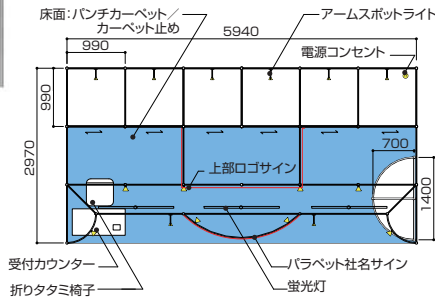 床面：パンチカーペット／
カーペット止め
アームスポットライト
990
5940
電源コンセント
990
2970
700
1400
上部ロゴサイン
受付カウンター
パラペット社名サイン
折りタタミ椅子
蛍光灯